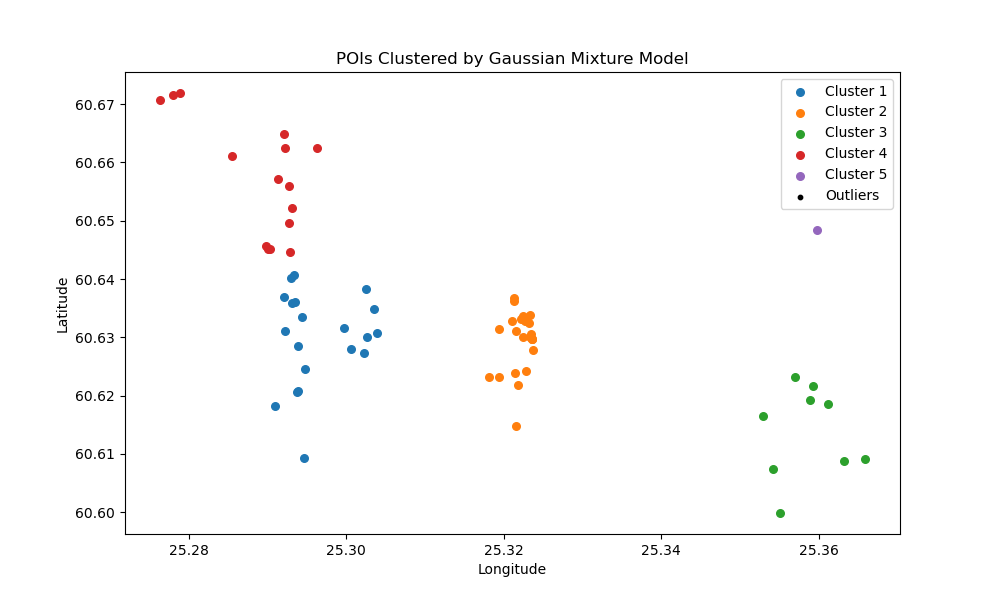 POIs Clustered by Gaussian Mixture Model
Cluster 1
Cluster 2
Cluster 3
Cluster 4
Cluster 5
Outliers
60.67
60.66
60.65
60.64
60.63
60.62
60.61
60.60
Latitude
25.28
25.30
25.32
25.34
25.36
Longitude